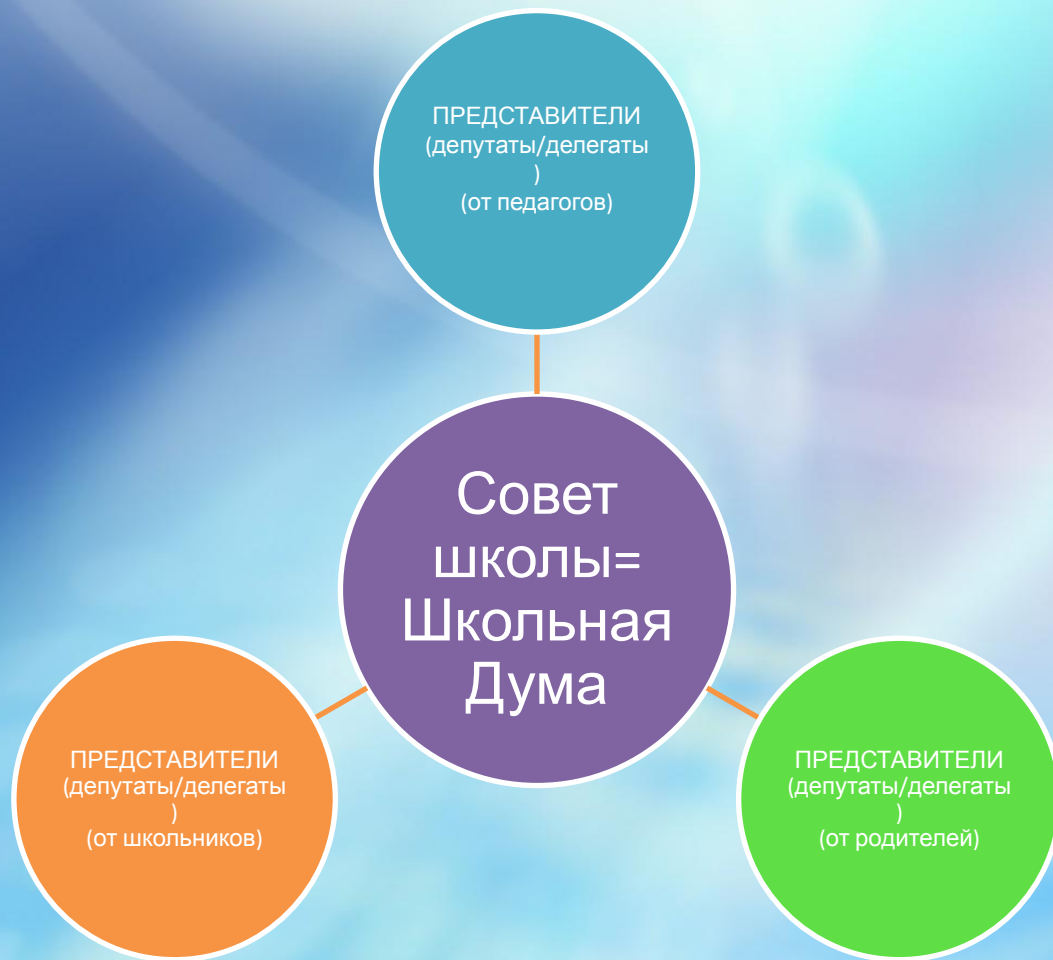 ПРЕДСТАВИТЕЛИ
(депутаты/делегаты
)
(от педагогов)
Совет
школы=
Школьная
Дума
ПРЕДСТАВИТЕЛИ
(депутаты/делегаты
)
(от школьников)
ПРЕДСТАВИТЕЛИ
(депутаты/делегаты
)
(от родителей)